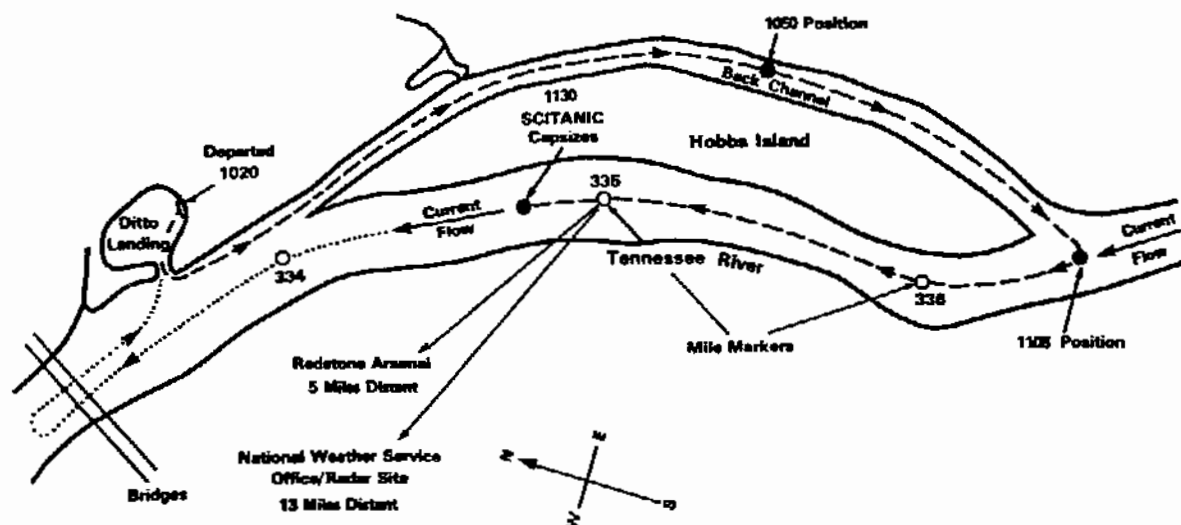 1050 Position
Back Channel
1130
SCITANIC
Capsizes
Hobbs Island
Departed
1020
Ditto
Landing
335
Current
Flow
Current
Flow
334
Tennessee River
336
Mile Markers
1105 Position
Redstone Arsenal
5 Miles Distant
National Weather Service
Office/Radar Site
13 Miles Distant
Bridges
N
E
W
S